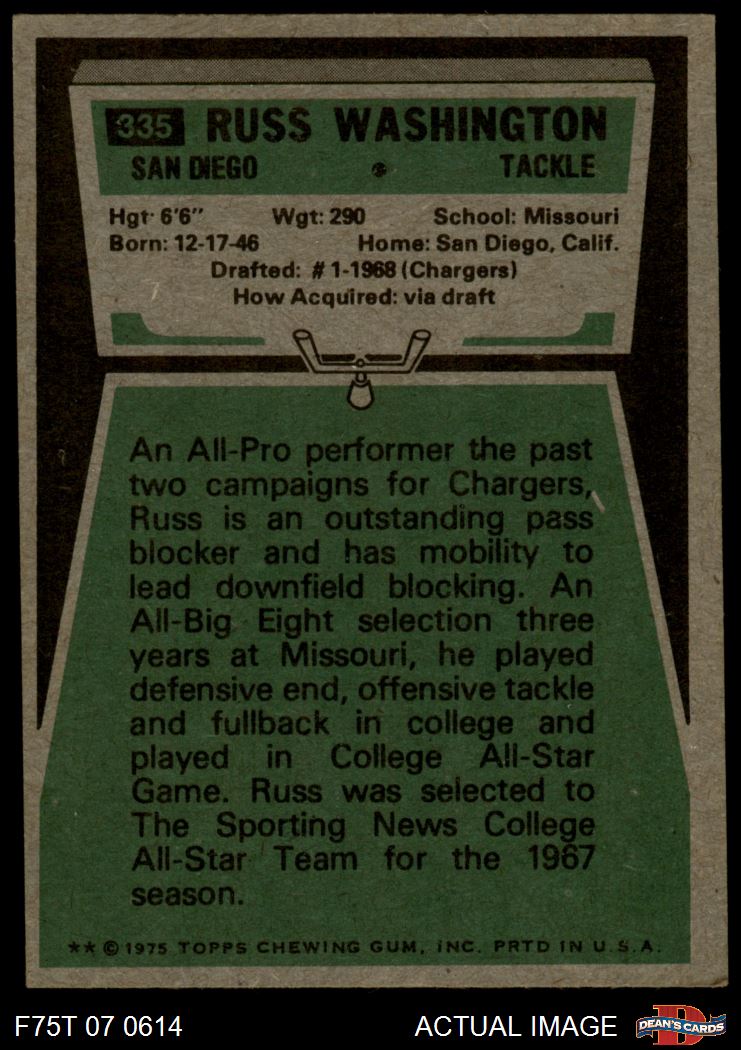 335 RUSS WASHINGTON
SAN DIEGO • TACKLE
Hgt: 6'6" Wgt: 290 School: Missouri
Born: 12-17-46 Home: San Diego, Calif.
Drafted: #1-1968 (Chargers)
How Acquired: via draft
An All-Pro performer the past
two campaigns for Chargers,
Russ is an outstanding pass
blocker and has mobility to
lead downfield blocking. An
All-Big Eight selection three
years at Missouri, he played
defensive end, offensive tackle
and fullback in college and
played in College All-Star
Game. Russ was selected to
The Sporting News College
All-Star Team for the 1967
season.
** © 1975 TOPPS CHEWING GUM, INC. PRTD IN U.S.A.
F75T 07 0614 ACTUAL IMAGE DEAN'S CARDS